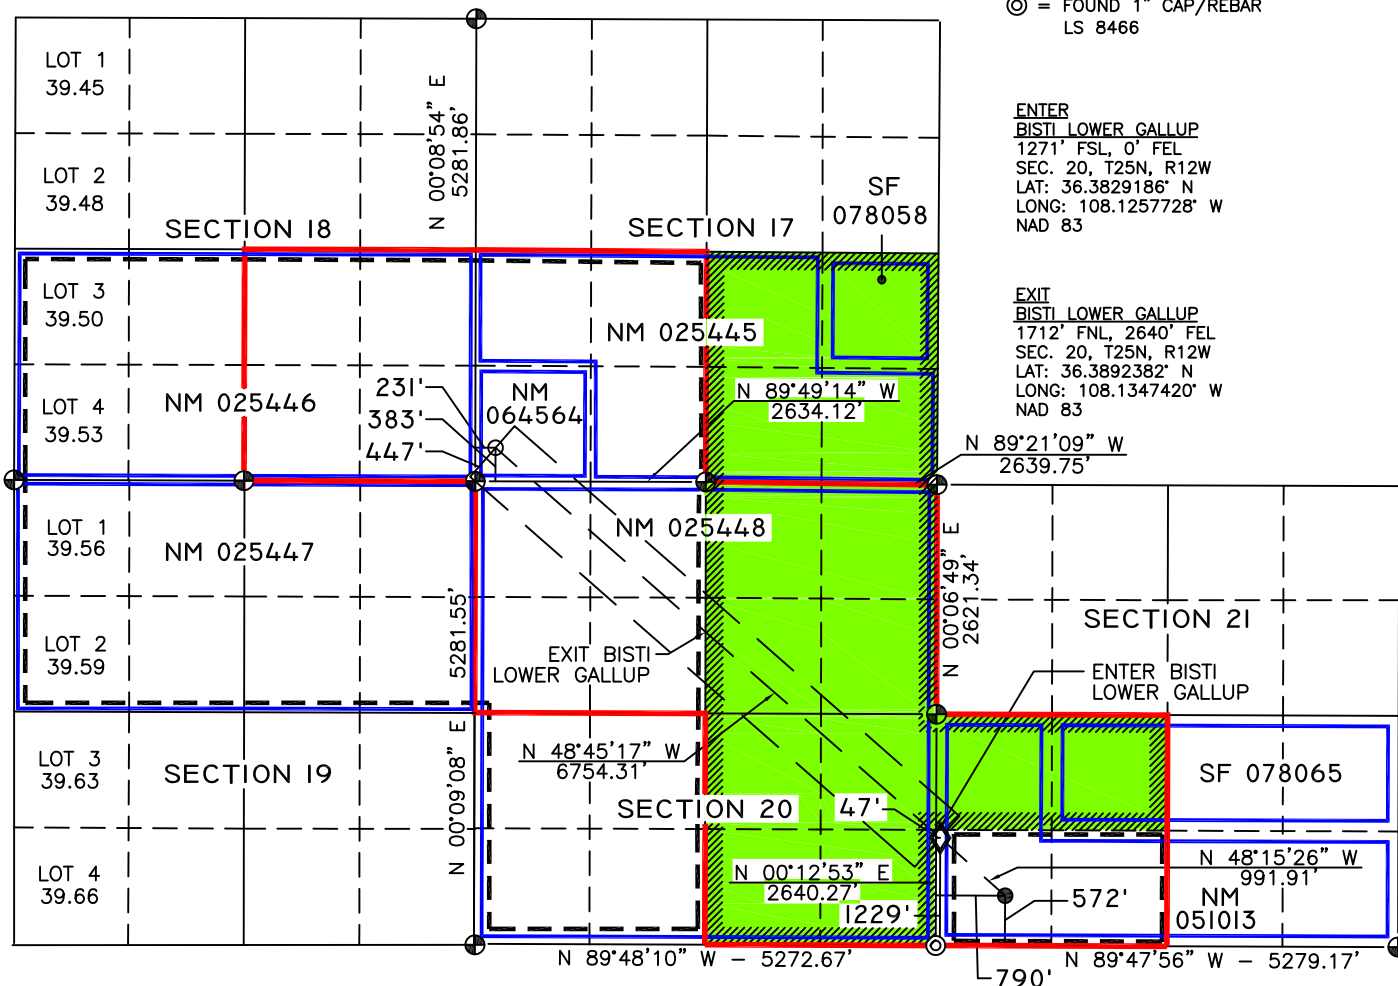 = FOUND 1" CAP/REBAR
LS 8466
ENTER
BISTI LOWER GALLUP
1271' FSL, 0' FEL
SEC. 20, T25N, R12W
LAT: 36.3829186° N
LONG: 108.1257728° W
NAD 83
EXIT
BISTI LOWER GALLUP
1712' FNL, 2640' FEL
SEC. 20, T25N, R12W
LAT: 36.3892382° N
LONG: 108.1347420° W
NAD 83
LOT 1
39.45
LOT 2
39.48
N 00°08'54" E
5281.86'
SF
078058
SECTION 18
SECTION 17
LOT 3
39.50
LOT 4
39.53
NM 025446
NM 025445
231'
383'
447'
NM
064564
N 89°49'14" W
2634.12'
N 89°21'09" W
2639.75'
LOT 1
39.56
NM 025447
NM 025448
LOT 2
39.59
5281.55'
N 00°09'08" E
EXIT BISTI
LOWER GALLUP
N 00°06'49" E
2621.34'
SECTION 21
ENTER BISTI
LOWER GALLUP
LOT 3
39.63
SECTION 19
N 48°45'17" W
6754.31'
SECTION 20
47'
SF 078065
LOT 4
39.66
N 00°12'53" E
2640.27'
1229'
572'
N 48°15'26" W
991.91'
NM
051013
N 89°48'10" W - 5272.67'
790'
N 89°47'56" W - 5279.17'